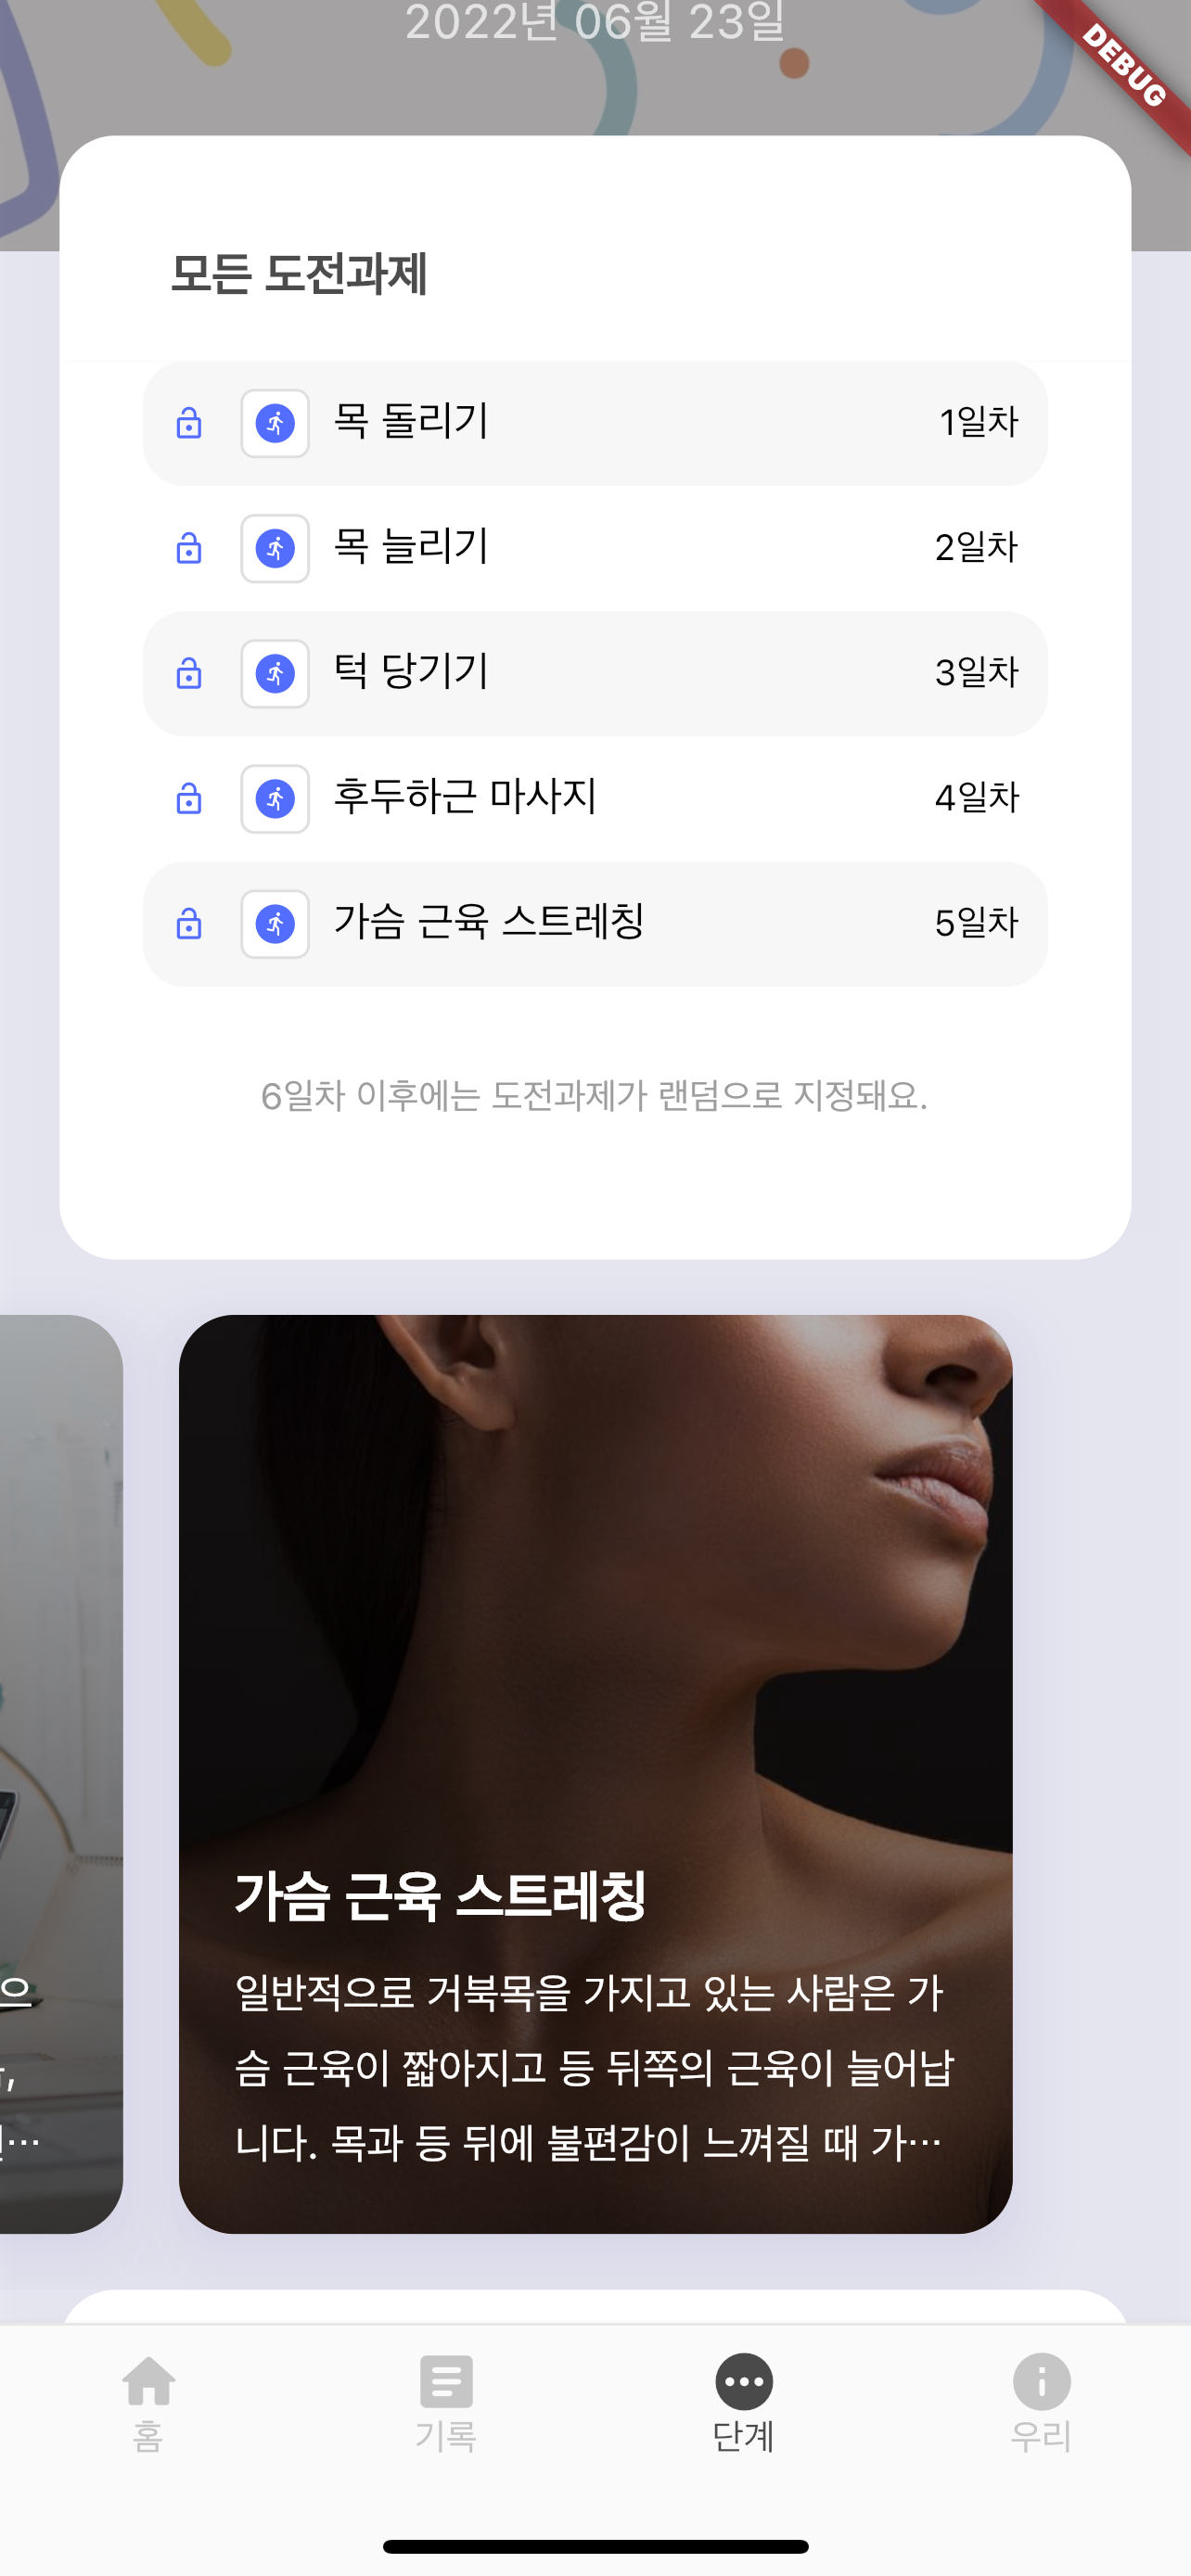 2022년 06월 23일
DEBUG
모든 도전과제
목 돌리기 1일차
목 늘리기 2일차
턱 당기기 3일차
후두하근 마사지 4일차
가슴 근육 스트레칭 5일차
6일차 이후에는 도전과제가 랜덤으로 지정돼요.
가슴 근육 스트레칭
일반적으로 거북목을 가지고 있는 사람은 가
슴 근육이 짧아지고 등 뒤쪽의 근육이 늘어납
니다. 목과 등 뒤에 불편감이 느껴질 때 가…
홈 기록 단계 우리